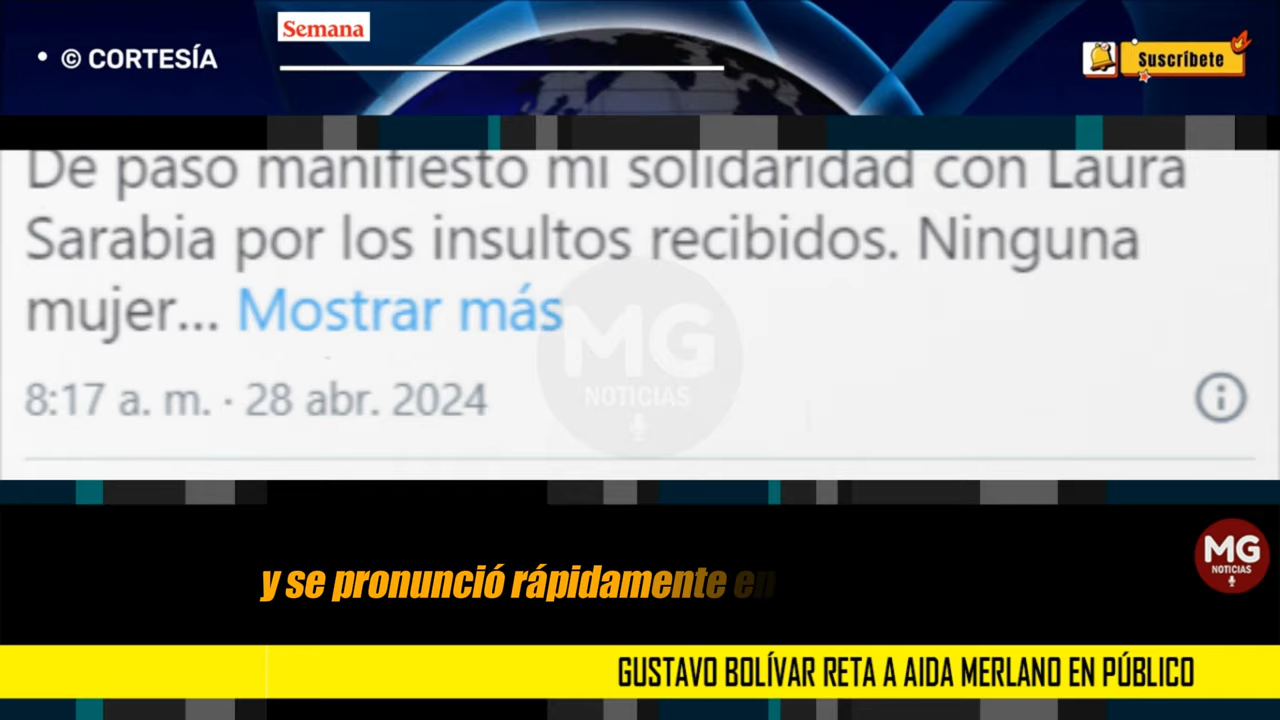 Semana
• © CORTESÍA
Suscríbete
De paso manifiesto mi solidaridad con Laura
Sarabia por los insultos recibidos. Ninguna
mujer... Mostrar más
MG
NOTICIAS
8:17 a. m. · 28 abr. 2024
y se pronunció rápidamente en
MG
NOTICIAS
GUSTAVO BOLÍVAR RETA A AIDA MERLANO EN PÚBLICO